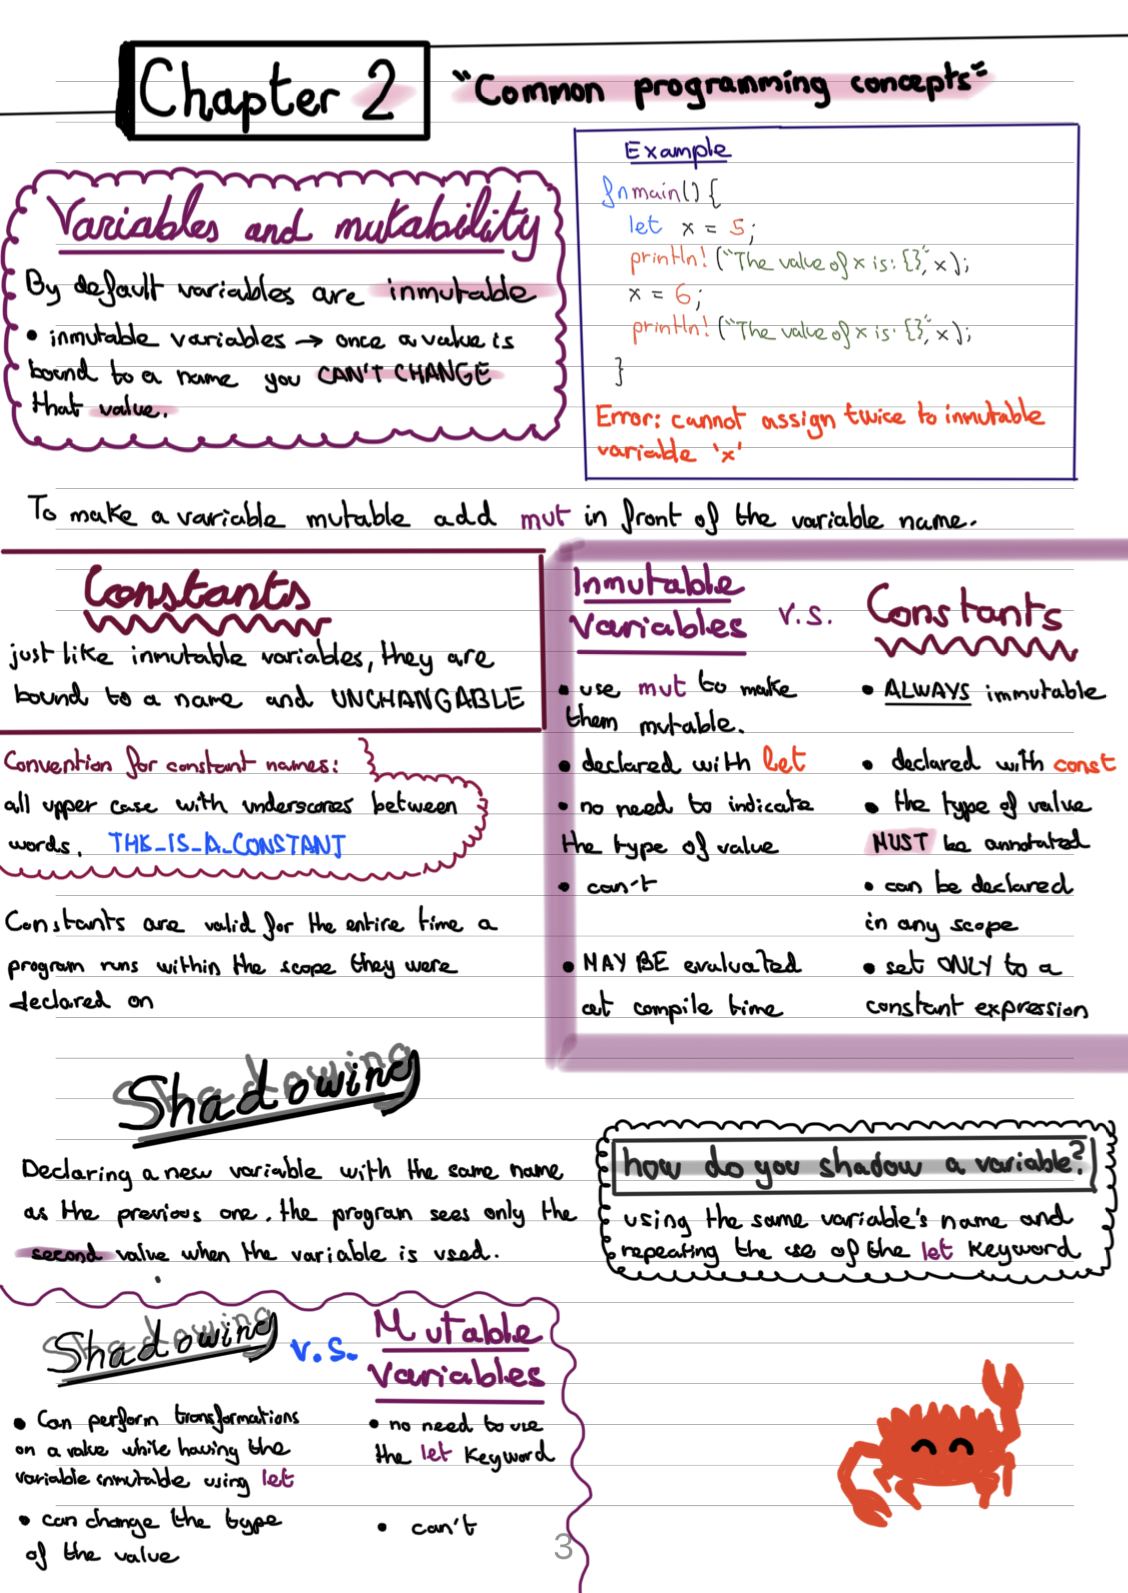 Chapter 2
"Common programming concepts"
Variables and mutability
By default variables are inmutable
• inmutable variables → once a value is
bound to a name you CAN'T CHANGE
that value.
Example
fn main() {
let x = 5;
println! ("The value of x is: {}", x);
x = 6;
println! ("The value of x is: {}", x);
}
Error: cannot assign twice to inmutable
variable 'x'
To make a variable mutable add mut in front of the variable name.
Constants
just like inmutable variables, they are
bound to a name and UNCHANGABLE
Convention for constant names:
all upper case with underscores between
words. THIS_IS_A_CONSTANT
Constants are valid for the entire time a
program runs within the scope they were
declared on
Inmutable
Variables
v.s.
Constants
• use mut to make
them mutable.
• ALWAYS immutable
• declared with let
• declared with const
• no need to indicate
the type of value
• the type of value
MUST be annotated
• can't
• can be declared
in any scope
• MAY BE evaluated
at compile time
• set ONLY to a
constant expression
Shadowing
Declaring a new variable with the same name
as the previous one. the program sees only the
second value when the variable is used.
how do you shadow a variable?
using the same variable's name and
repeating the use of the let keyword
Shadowing
v.s.
Mutable
Variables
• Can perform transformations
on a value while having the
variable inmutable using let
• no need to use
the let keyword
• can change the type
of the value
• can't
3